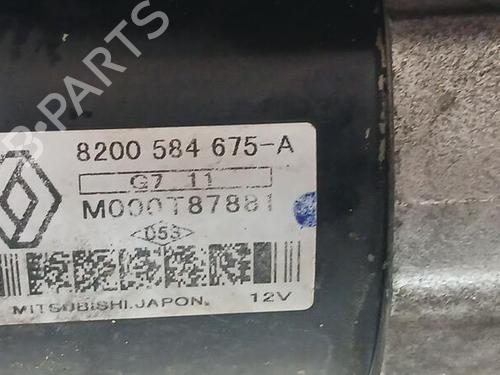 8200 584 675-A
G7 11
M000T87881
D53
MITSUBISHI.JAPON. 12V
B-PARTS